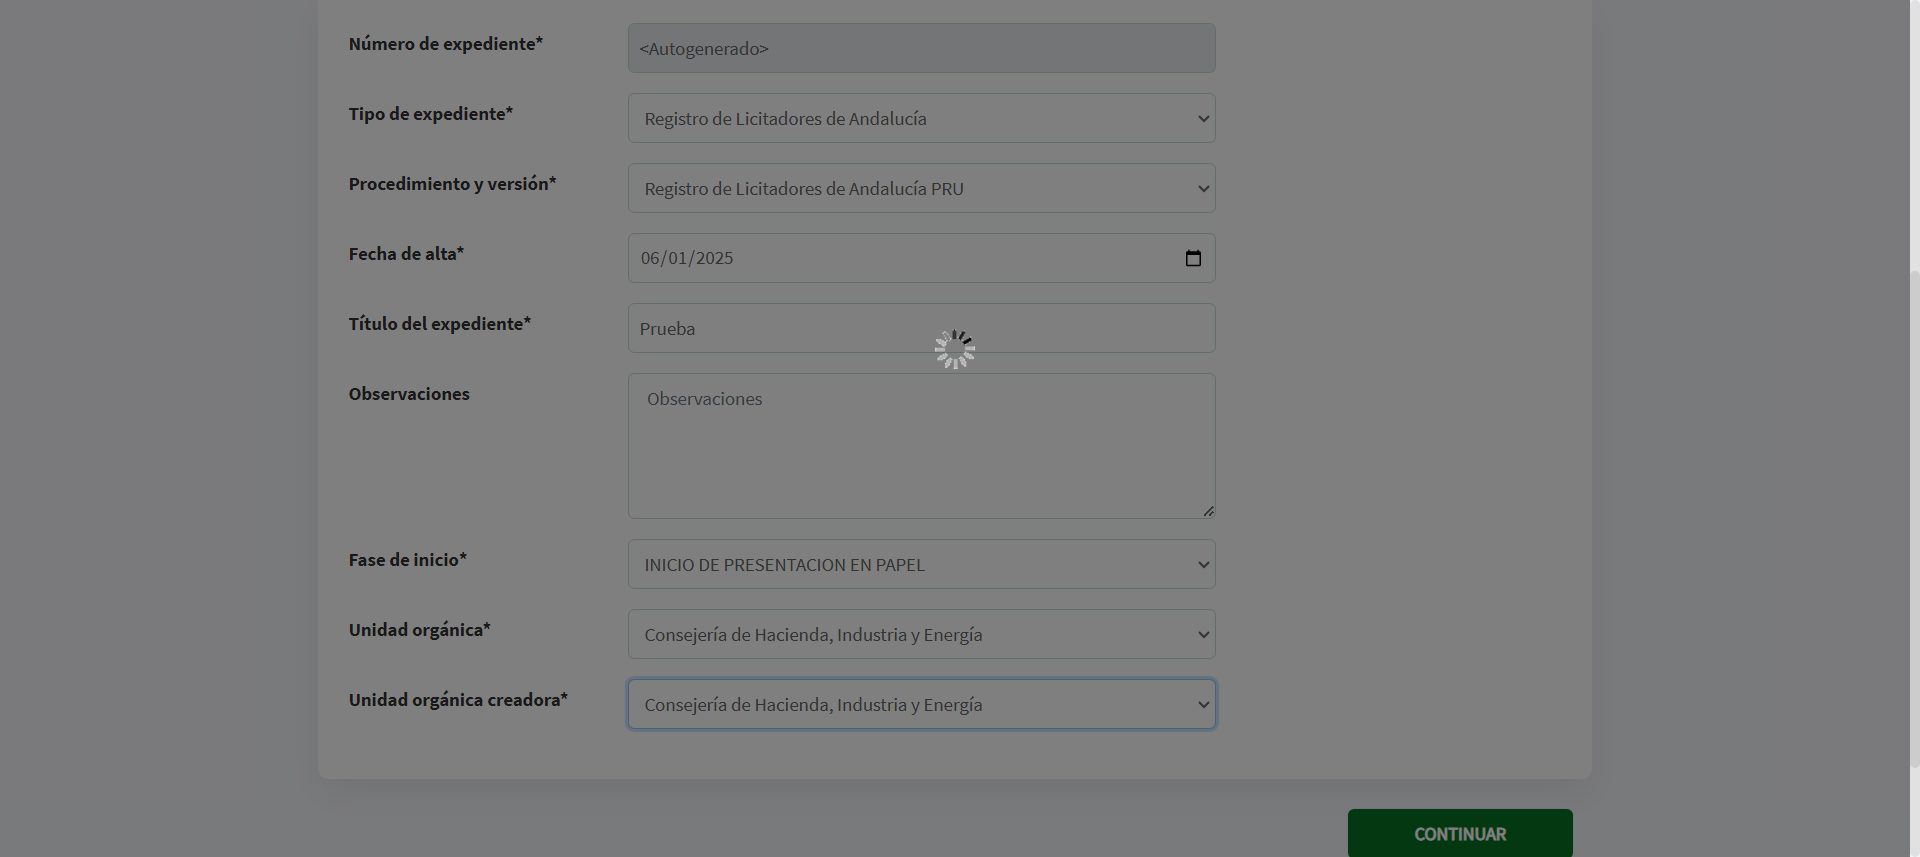 Número de expediente*
<Autogenerado>
Tipo de expediente*
Registro de Licitadores de Andalucía
Procedimiento y versión*
Registro de Licitadores de Andalucía PRU
Fecha de alta*
06/01/2025
Título del expediente*
Prueba
Observaciones
Observaciones
Fase de inicio*
INICIO DE PRESENTACION EN PAPEL
Unidad orgánica*
Consejería de Hacienda, Industria y Energía
Unidad orgánica creadora*
Consejería de Hacienda, Industria y Energía
CONTINUAR